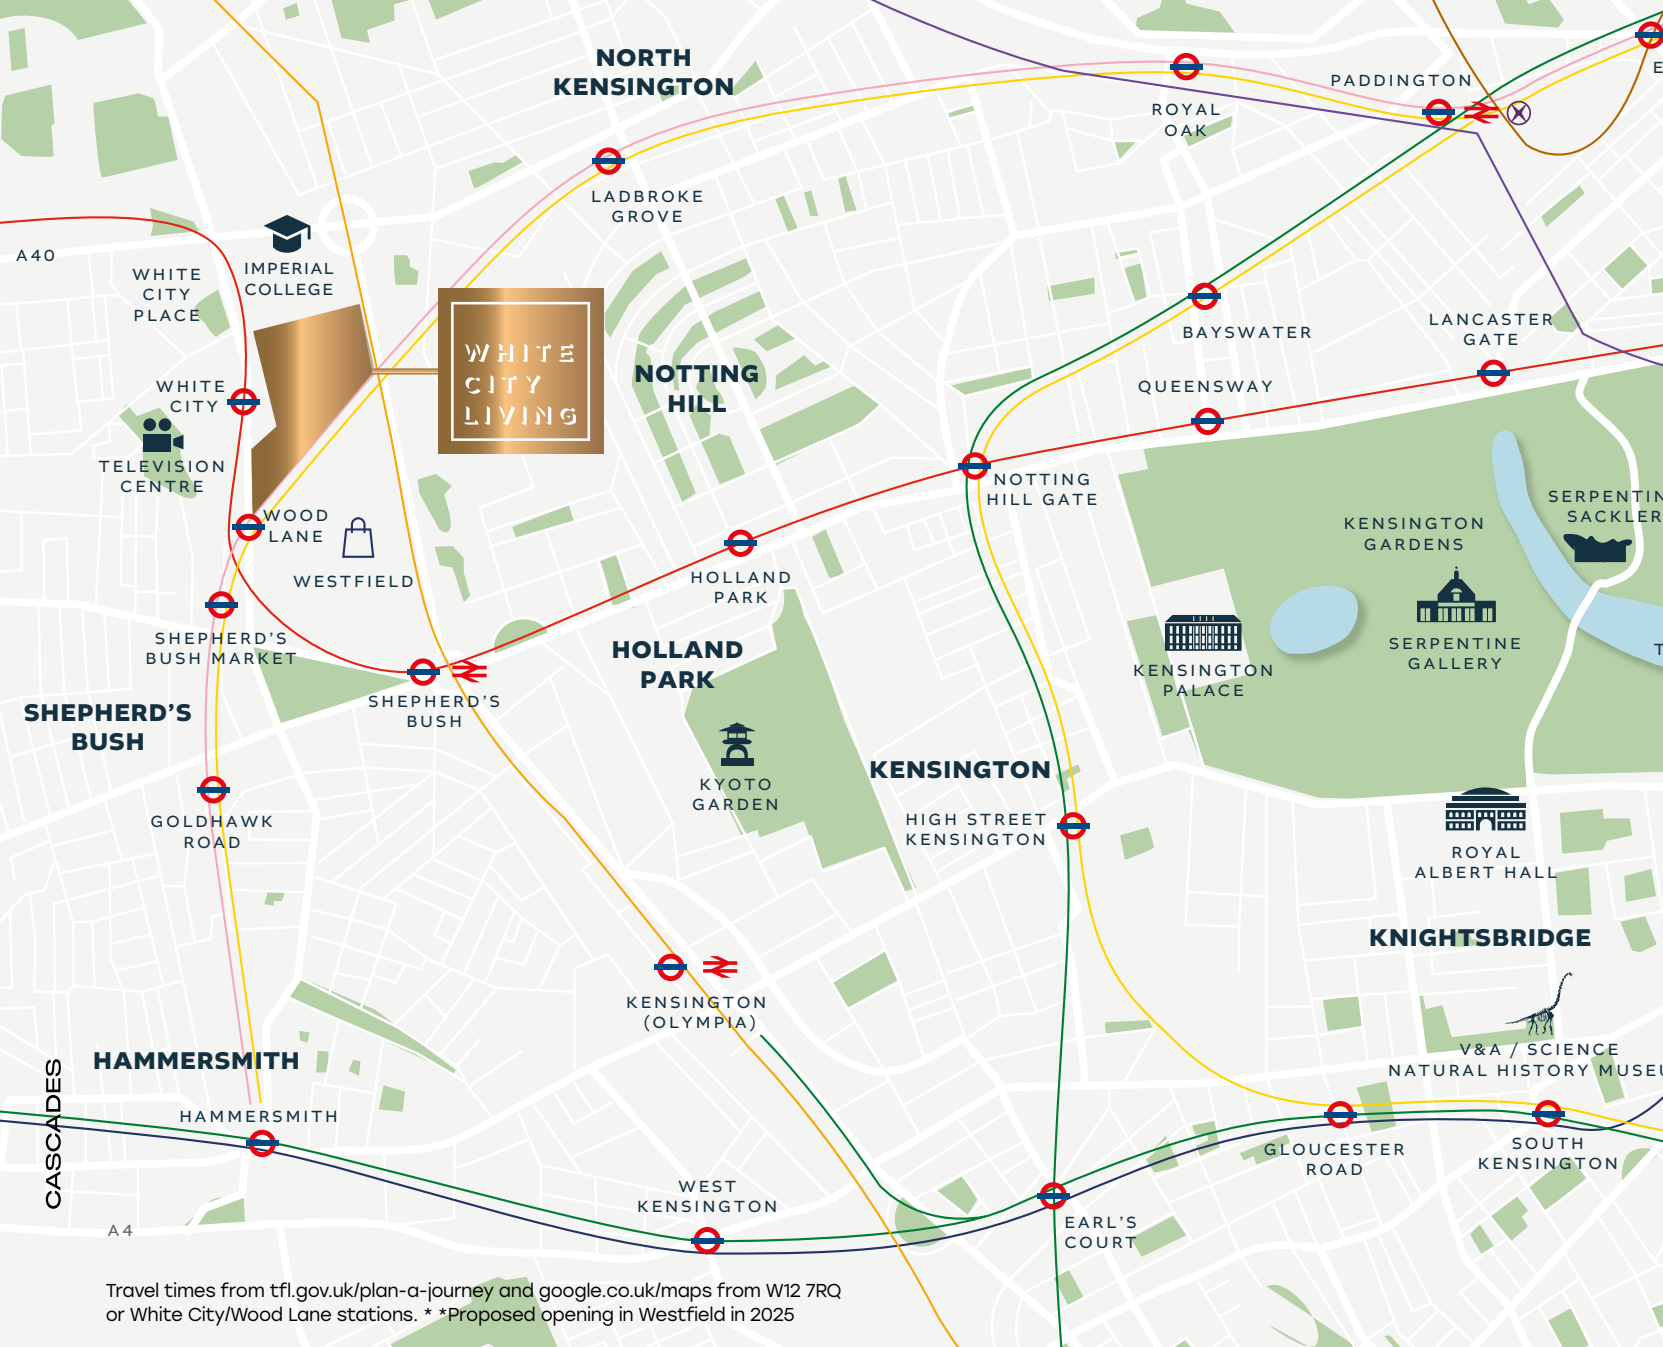 NORTH
KENSINGTON
PADDINGTON
E
ROYAL
OAK
LADBROKE
GROVE
A40
WHITE
CITY
PLACE
IMPERIAL
COLLEGE
BAYSWATER
LANCASTER
GATE
WHITE
CITY
LIVING
NOTTING
HILL
QUEENSWAY
WHITE
CITY
TELEVISION
CENTRE
NOTTING
HILL GATE
WOOD
LANE
WESTFIELD
KENSINGTON
GARDENS
SERPENTIN
SACKLER
HOLLAND
PARK
SHEPHERD'S
BUSH MARKET
HOLLAND
PARK
KENSINGTON
PALACE
SERPENTINE
GALLERY
T
SHEPHERD'S
BUSH
SHEPHERD'S
BUSH
KYOTO
GARDEN
KENSINGTON
GOLDHAWK
ROAD
HIGH STREET
KENSINGTON
ROYAL
ALBERT HALL
KNIGHTSBRIDGE
KENSINGTON
(OLYMPIA)
V&A / SCIENCE
NATURAL HISTORY MUSEU
HAMMERSMITH
HAMMERSMITH
CASCADES
GLOUCESTER
ROAD
SOUTH
KENSINGTON
WEST
KENSINGTON
EARL'S
COURT
A4
Travel times from tfl.gov.uk/plan-a-journey and google.co.uk/maps from W12 7RQ
or White City/Wood Lane stations. * *Proposed opening in Westfield in 2025